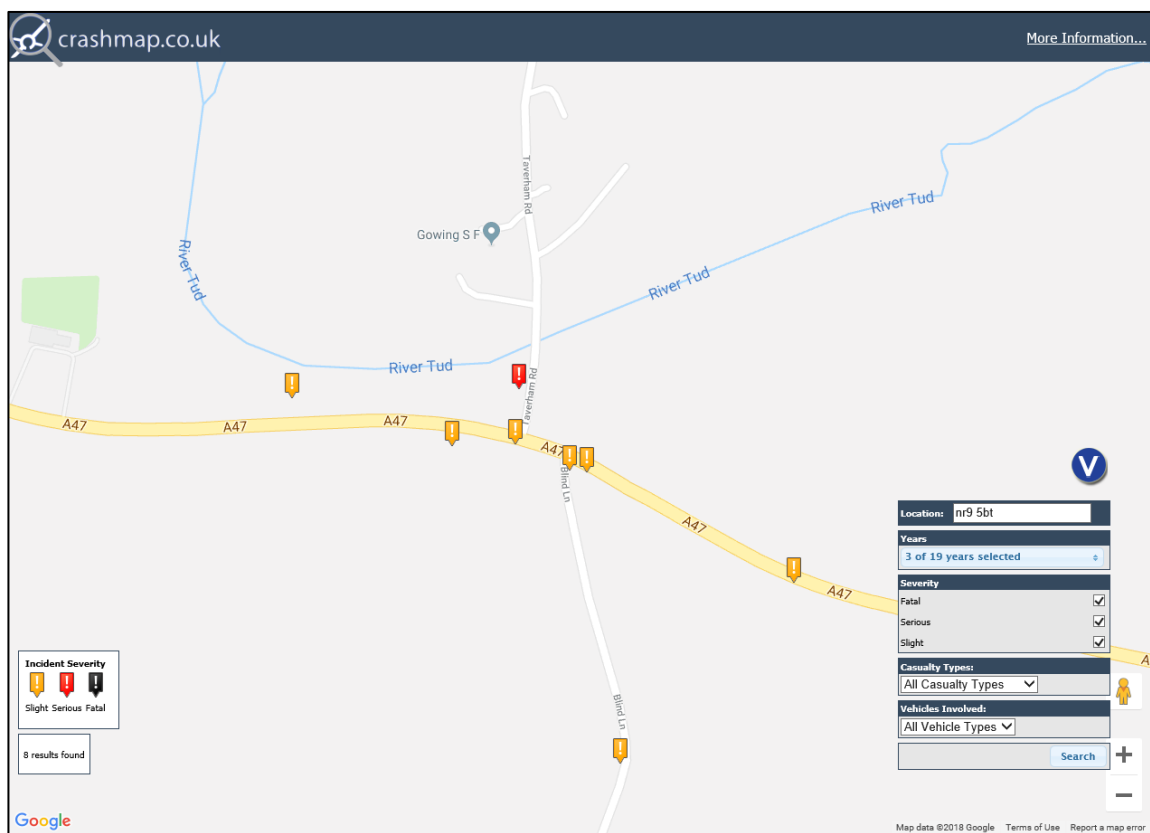 crashmap.co.uk
More Information...
Taverham Rd
Gowing S F
River Tud
River Tud
River Tud
River Tud
Taverham Rd
A47
A47
A47
A47
Blind Ln
A47
A47
Blind Ln
A
V
Location: nr9 5bt
Years
3 of 19 years selected
Severity
Fatal
Serious
Slight
Casualty Types:
All Casualty Types
Vehicles Involved:
All Vehicle Types
Search
Incident Severity
Slight Serious Fatal
8 results found
Google
Map data ©2018 Google Terms of Use Report a map error